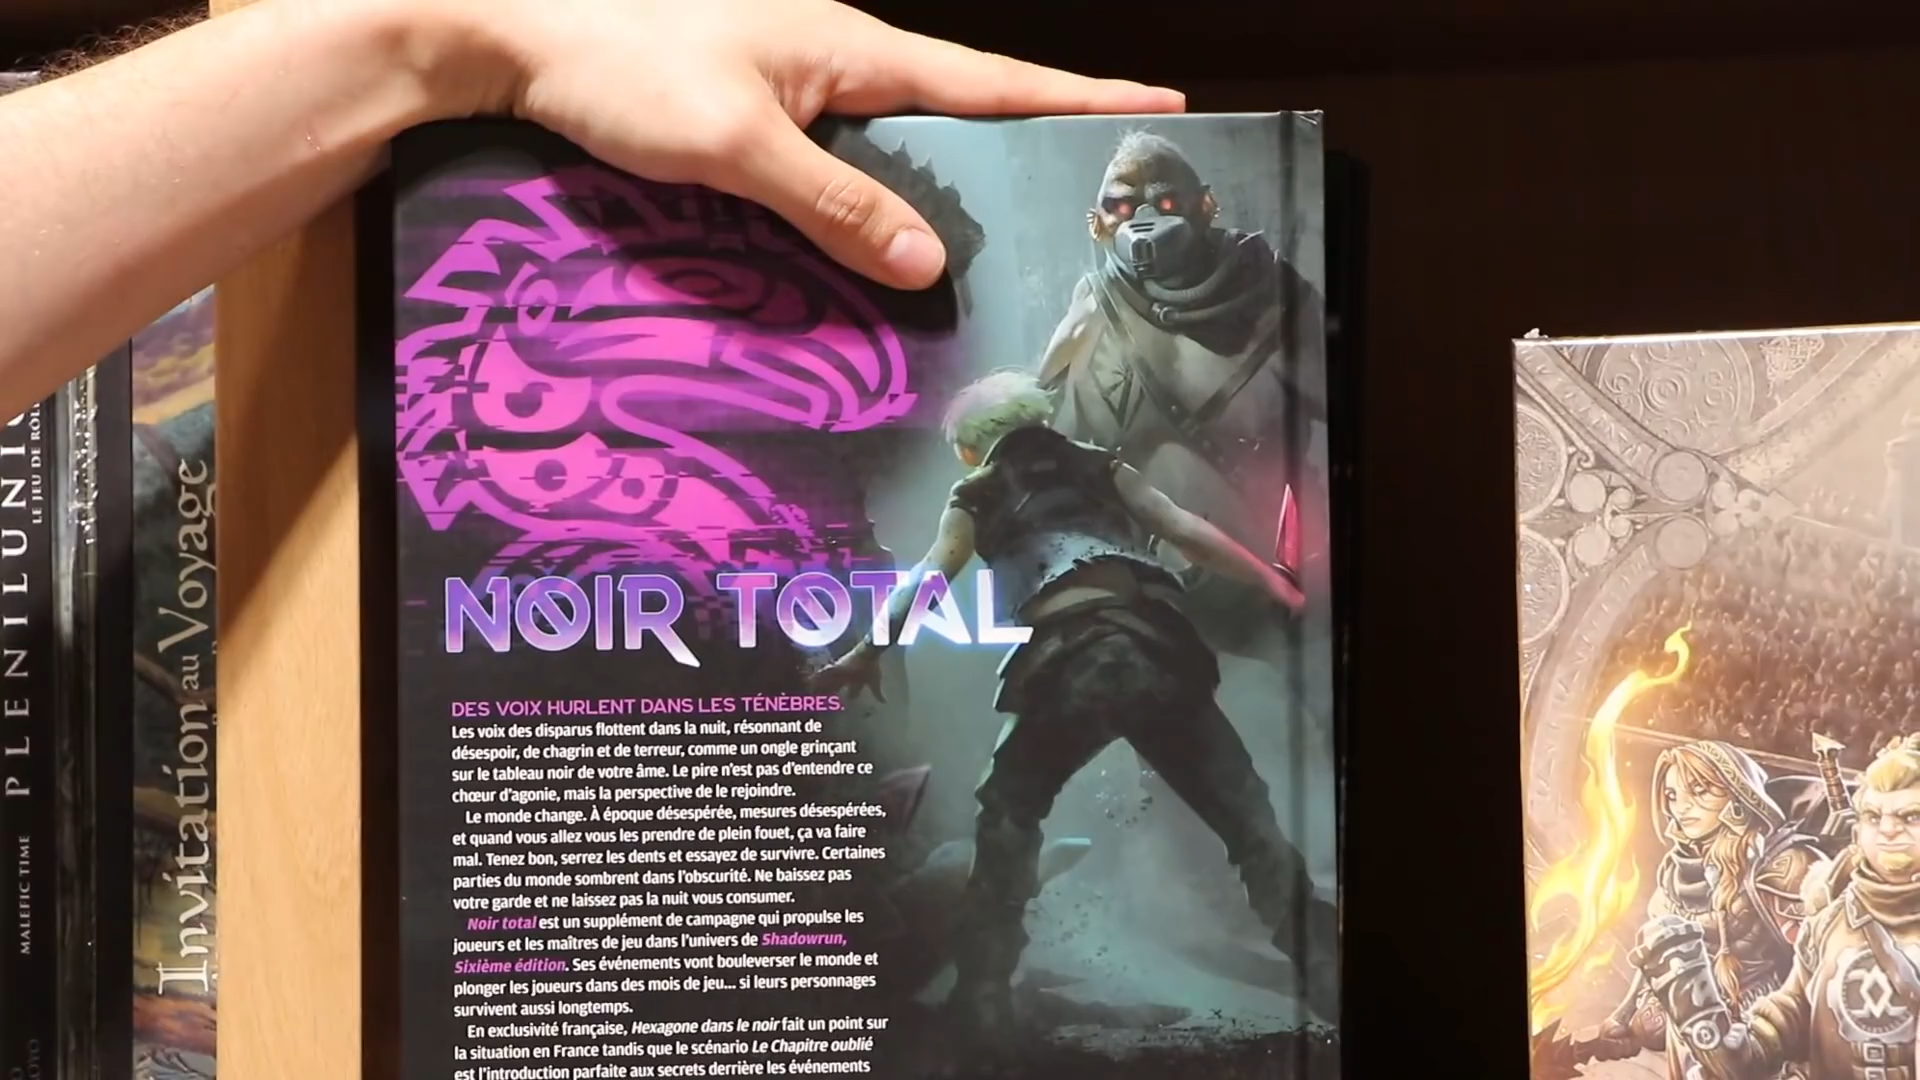 PLENILUNI
LE JEU DE RÔL
MALEFIC TIME
Invitation au Voyage
NOIR TOTAL
DES VOIX HURLENT DANS LES TÉNÈBRES.
Les voix des disparus flottent dans la nuit, résonnant de
désespoir, de chagrin et de terreur, comme un ongle grinçant
sur le tableau noir de votre âme. Le pire n'est pas d'entendre ce
chœur d'agonie, mais la perspective de le rejoindre.
Le monde change. À époque désespérée, mesures désespérées,
et quand vous allez vous les prendre de plein fouet, ça va faire
mal. Tenez bon, serrez les dents et essayez de survivre. Certaines
parties du monde sombrent dans l'obscurité. Ne baissez pas
votre garde et ne laissez pas la nuit vous consumer.
Noir total est un supplément de campagne qui propulse les
joueurs et les maîtres de jeu dans l'univers de Shadowrun,
Sixième édition. Ses événements vont bouleverser le monde et
plonger les joueurs dans des mois de jeu... si leurs personnages
survivent aussi longtemps.
En exclusivité française, Hexagone dans le noir fait un point sur
la situation en France tandis que le scénario Le Chapitre oublié
est l'introduction parfaite aux secrets derrière les événements